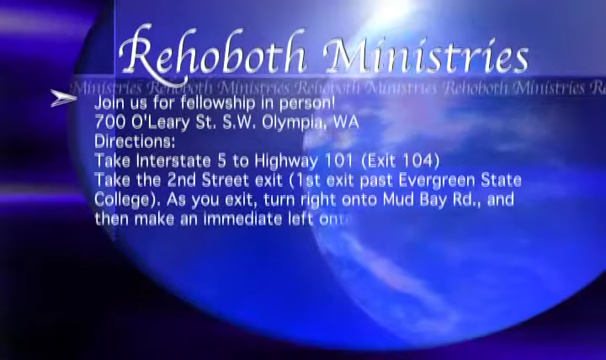 Rehoboth Ministries
Ministries Rehoboth Ministries Rehoboth Ministries Rehoboth Ministries Re
Join us for fellowship in person!
700 O'Leary St. S.W. Olympia, WA
Directions:
Take Interstate 5 to Highway 101 (Exit 104)
Take the 2nd Street exit (1st exit past Evergreen State
College). As you exit, turn right onto Mud Bay Rd., and
then make an immediate left onto